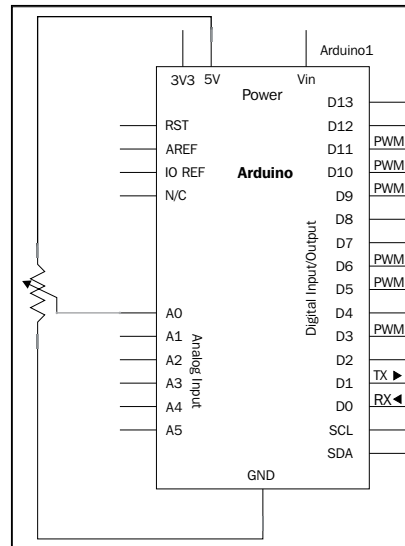 Arduino1
3V3 5V Vin
Power
D13
RST D12
AREF D11 PWM
IO REF Arduino D10 PWM
N/C D9 PWM
D8
D7
D6 PWM
D5 PWM
Digital Input/Output
A0 D4
A1 D3 PWM
A2 D2
A3 D1 TX
A4 D0 RX
A5 SCL
Analog Input
SDA
GND